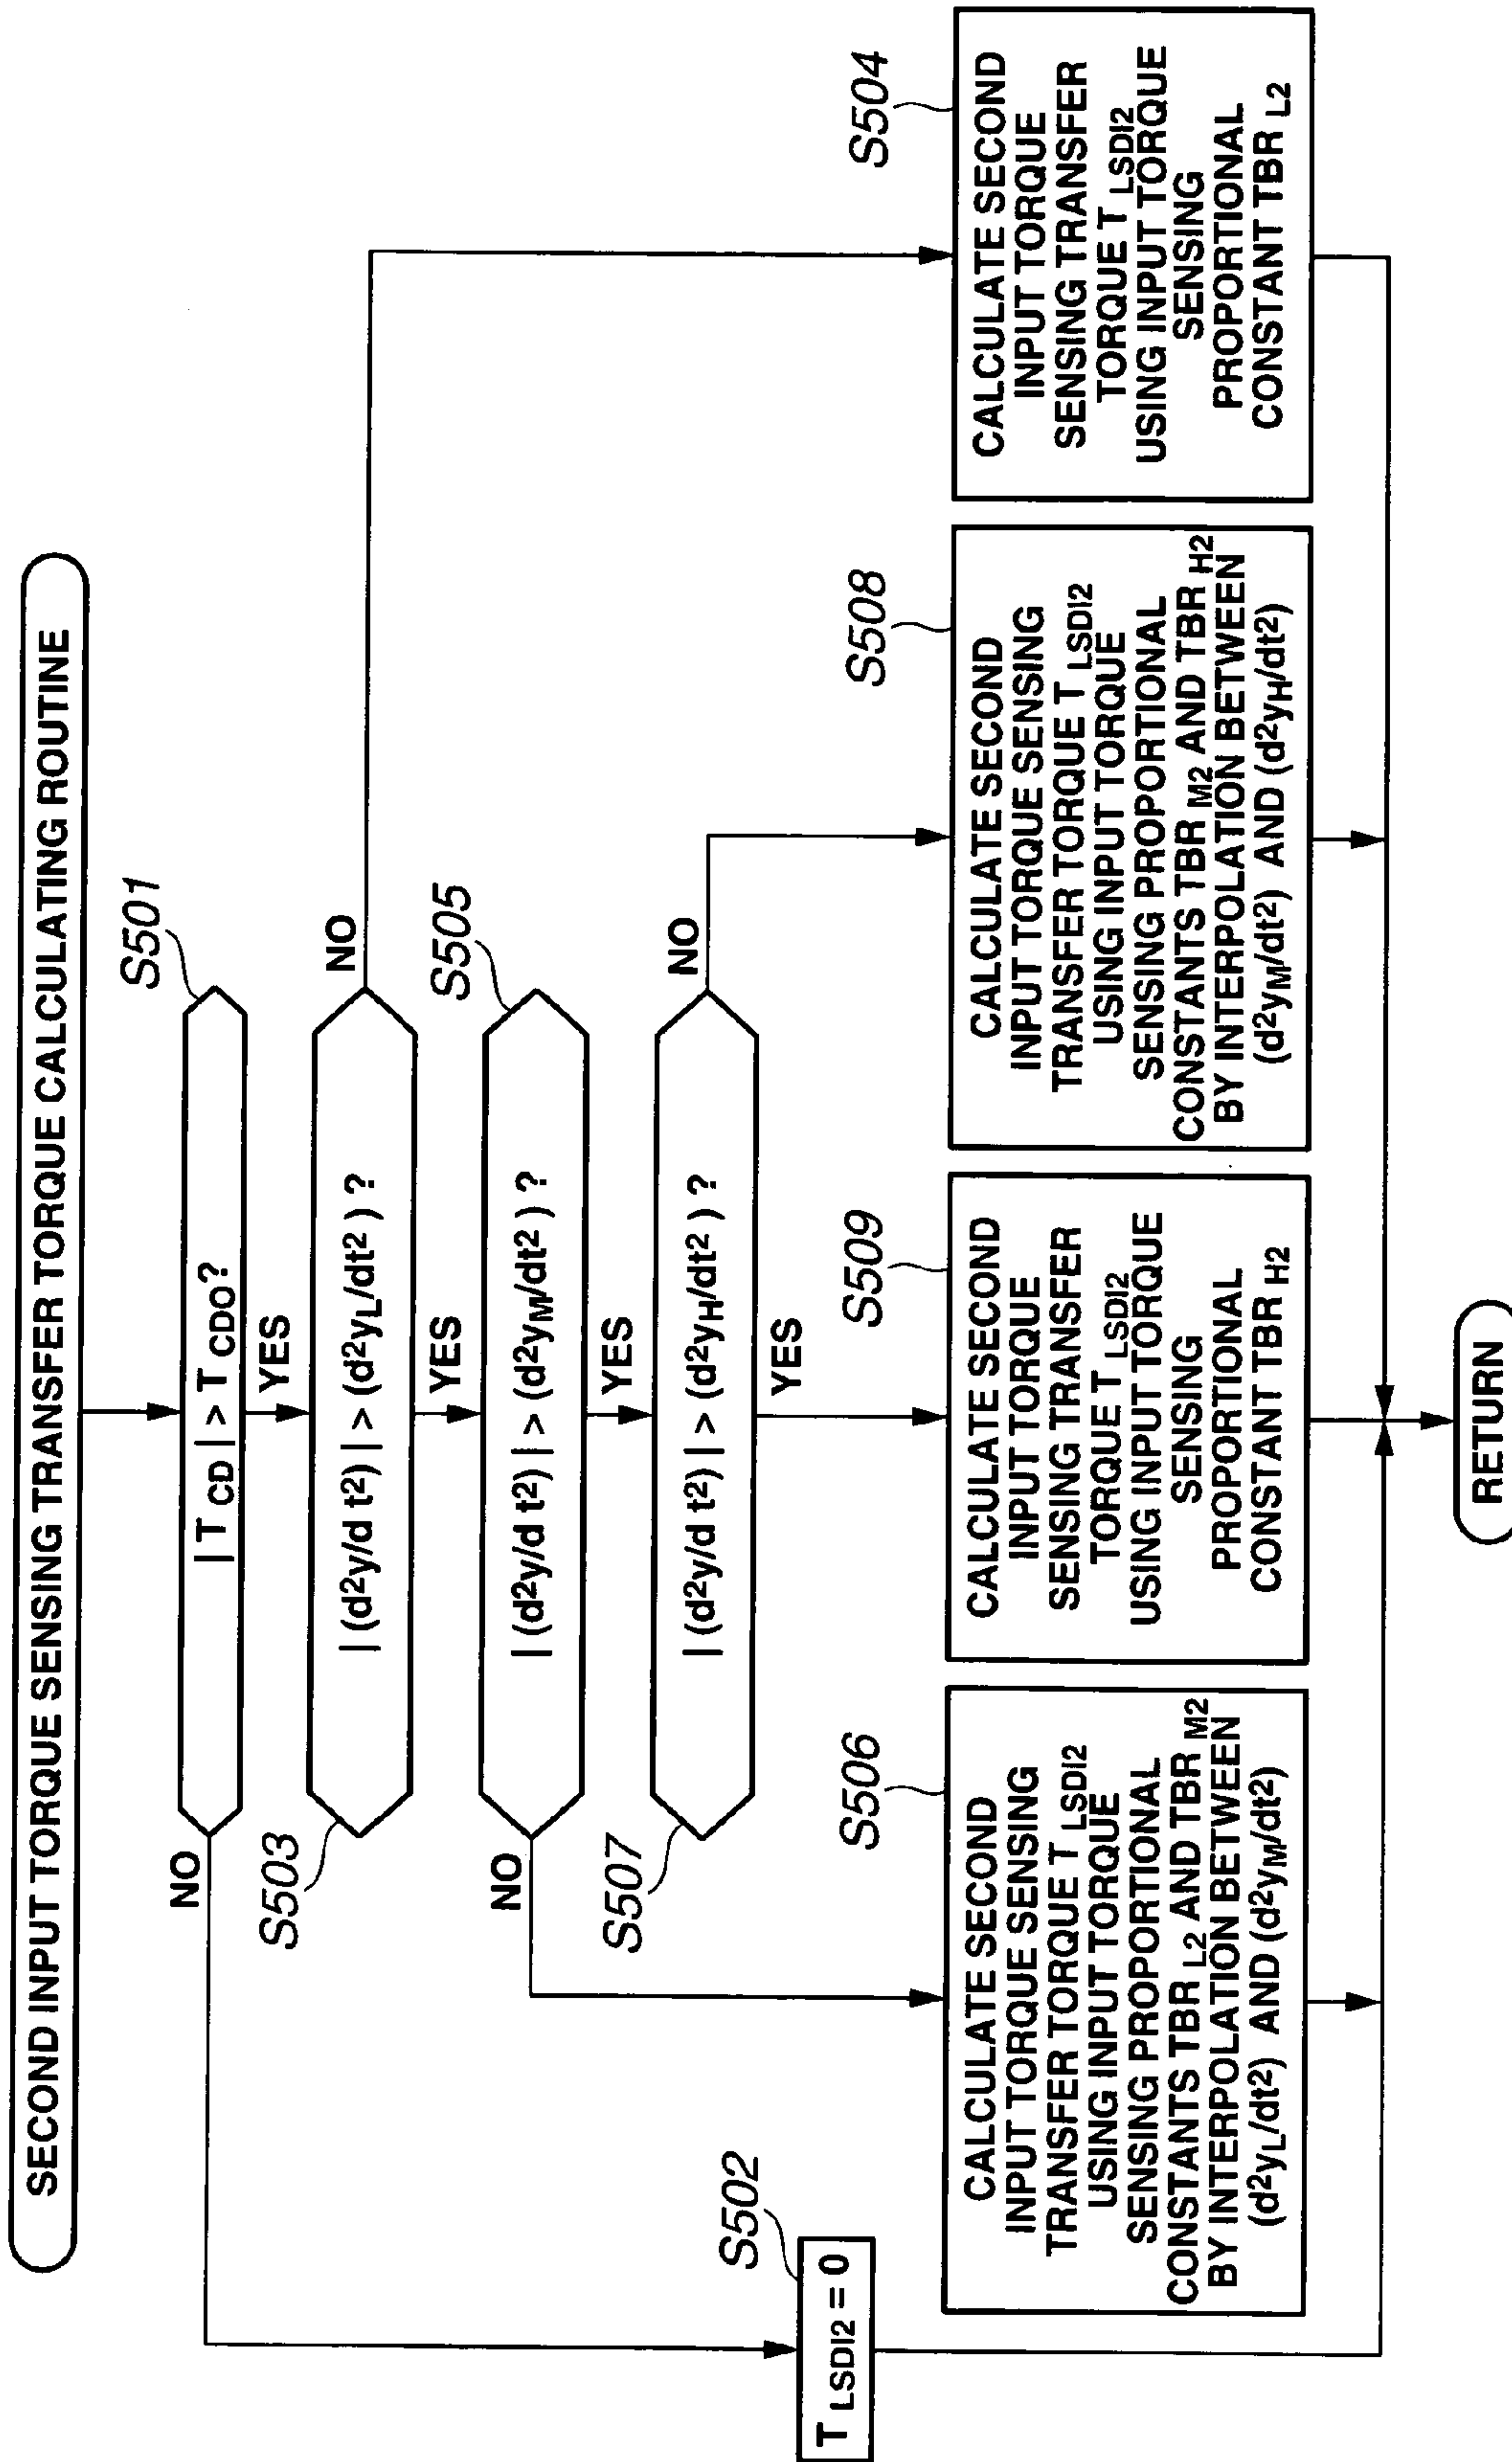 SECOND INPUT TORQUE SENSING TRANSFER TORQUE CALCULATING ROUTINE
S501
| T CD | > T CDO?
NO
YES
S503
| (d²y/d t²) | > (d²yL/dt² ) ?
NO
YES
S505
| (d²y/d t²) | > (d²yM/dt² ) ?
NO
YES
S507
| (d²y/d t²) | > (d²yH/dt² ) ?
NO
YES
S502
T LSDI2 = 0
S506
CALCULATE SECOND
INPUT TORQUE SENSING
TRANSFER TORQUE T LSDI2
USING INPUT TORQUE
SENSING PROPORTIONAL
CONSTANTS TBR L2 AND TBR M2
BY INTERPOLATION BETWEEN
(d²yL/dt²) AND (d²yM/dt²)
S509
CALCULATE SECOND
INPUT TORQUE
SENSING TRANSFER
TORQUE T LSDI2
USING INPUT TORQUE
SENSING
PROPORTIONAL
CONSTANT TBR H2
S508
CALCULATE SECOND
INPUT TORQUE SENSING
TRANSFER TORQUE T LSDI2
USING INPUT TORQUE
SENSING PROPORTIONAL
CONSTANTS TBR M2 AND TBR H2
BY INTERPOLATION BETWEEN
(d²yM/dt²) AND (d²yH/dt²)
S504
CALCULATE SECOND
INPUT TORQUE
SENSING TRANSFER
TORQUE T LSDI2
USING INPUT TORQUE
SENSING
PROPORTIONAL
CONSTANT TBR L2
RETURN